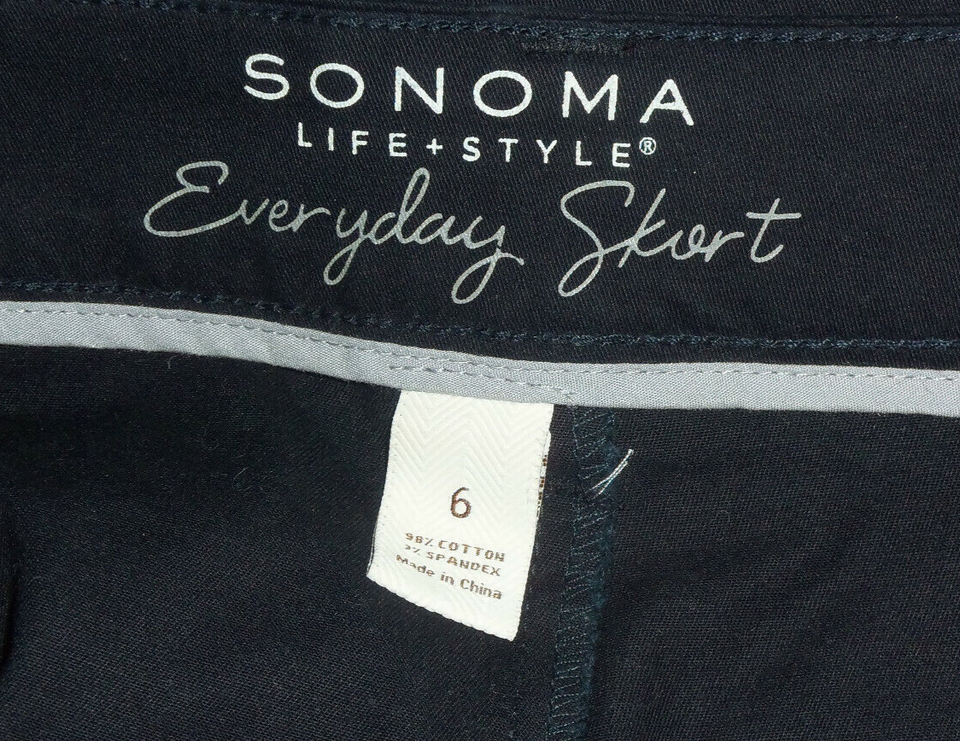 SONOMA
LIFE+STYLE®
Everyday Skort
6
98% COTTON
2% SPANDEX
Made in China